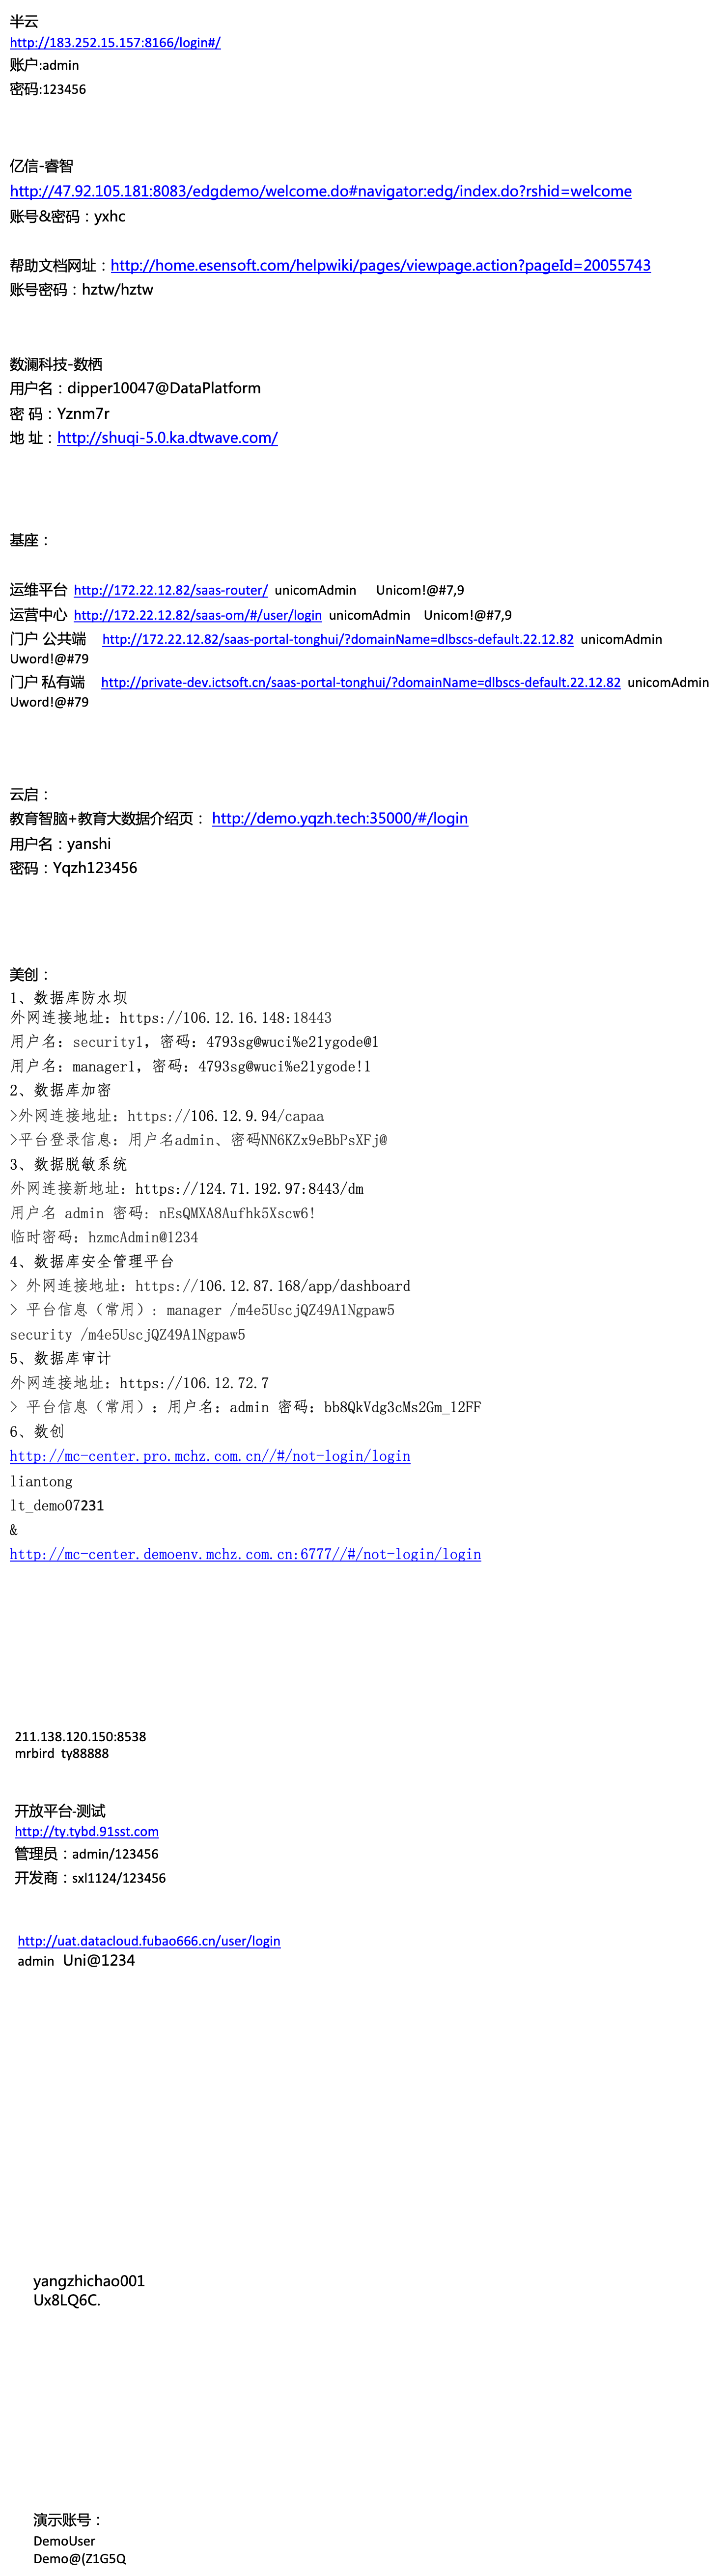 半云
http://183.252.15.157:8166/login#/
账户:admin
密码:123456
亿信-睿智
http://47.92.105.181:8083/edgdemo/welcome.do#navigator:edg/index.do?rshid=welcome
账号&密码：yxhc
帮助文档网址：http://home.esensoft.com/helpwiki/pages/viewpage.action?pageId=20055743
账号密码：hztw/hztw
数澜科技-数栖
用户名：dipper10047@DataPlatform
密 码：Yznm7r
地 址：http://shuqi-5.0.ka.dtwave.com/
基座：
运维平台 http://172.22.12.82/saas-router/ unicomAdmin Unicom!@#7,9
运营中心 http://172.22.12.82/saas-om/#/user/login unicomAdmin Unicom!@#7,9
门户 公共端 http://172.22.12.82/saas-portal-tonghui/?domainName=dlbscs-default.22.12.82 unicomAdmin
Uword!@#79
门户 私有端 http://private-dev.ictsoft.cn/saas-portal-tonghui/?domainName=dlbscs-default.22.12.82 unicomAdmin
Uword!@#79
云启：
教育智脑+教育大数据介绍页： http://demo.yqzh.tech:35000/#/login
用户名：yanshi
密码：Yqzh123456
美创：
1、数据库防水坝
外网连接地址：https://106.12.16.148:18443
用户名：security1，密码：4793sg@wuci%e21ygode@1
用户名：manager1，密码：4793sg@wuci%e21ygode!1
2、数据库加密
>外网连接地址：https://106.12.9.94/capaa
>平台登录信息：用户名admin、密码NN6KZx9eBbPsXFj@
3、数据脱敏系统
外网连接新地址：https://124.71.192.97:8443/dm
用户名 admin 密码: nEsQMXA8Aufhk5Xscw6!
临时密码：hzmcAdmin@1234
4、数据库安全管理平台
> 外网连接地址：https://106.12.87.168/app/dashboard
> 平台信息（常用）: manager /m4e5UscjQZ49A1Ngpaw5
security /m4e5UscjQZ49A1Ngpaw5
5、数据库审计
外网连接地址：https://106.12.72.7
> 平台信息（常用）：用户名：admin 密码：bb8QkVdg3cMs2Gm_12FF
6、数创
http://mc-center.pro.mchz.com.cn//#/not-login/login
liantong
lt_demo07231
&
http://mc-center.demoenv.mchz.com.cn:6777//#/not-login/login
211.138.120.150:8538
mrbird ty88888
开放平台-测试
http://ty.tybd.91sst.com
管理员：admin/123456
开发商：sxl1124/123456
http://uat.datacloud.fubao666.cn/user/login
admin Uni@1234
yangzhichao001
Ux8LQ6C.
演示账号：
DemoUser
Demo@(Z1G5Q